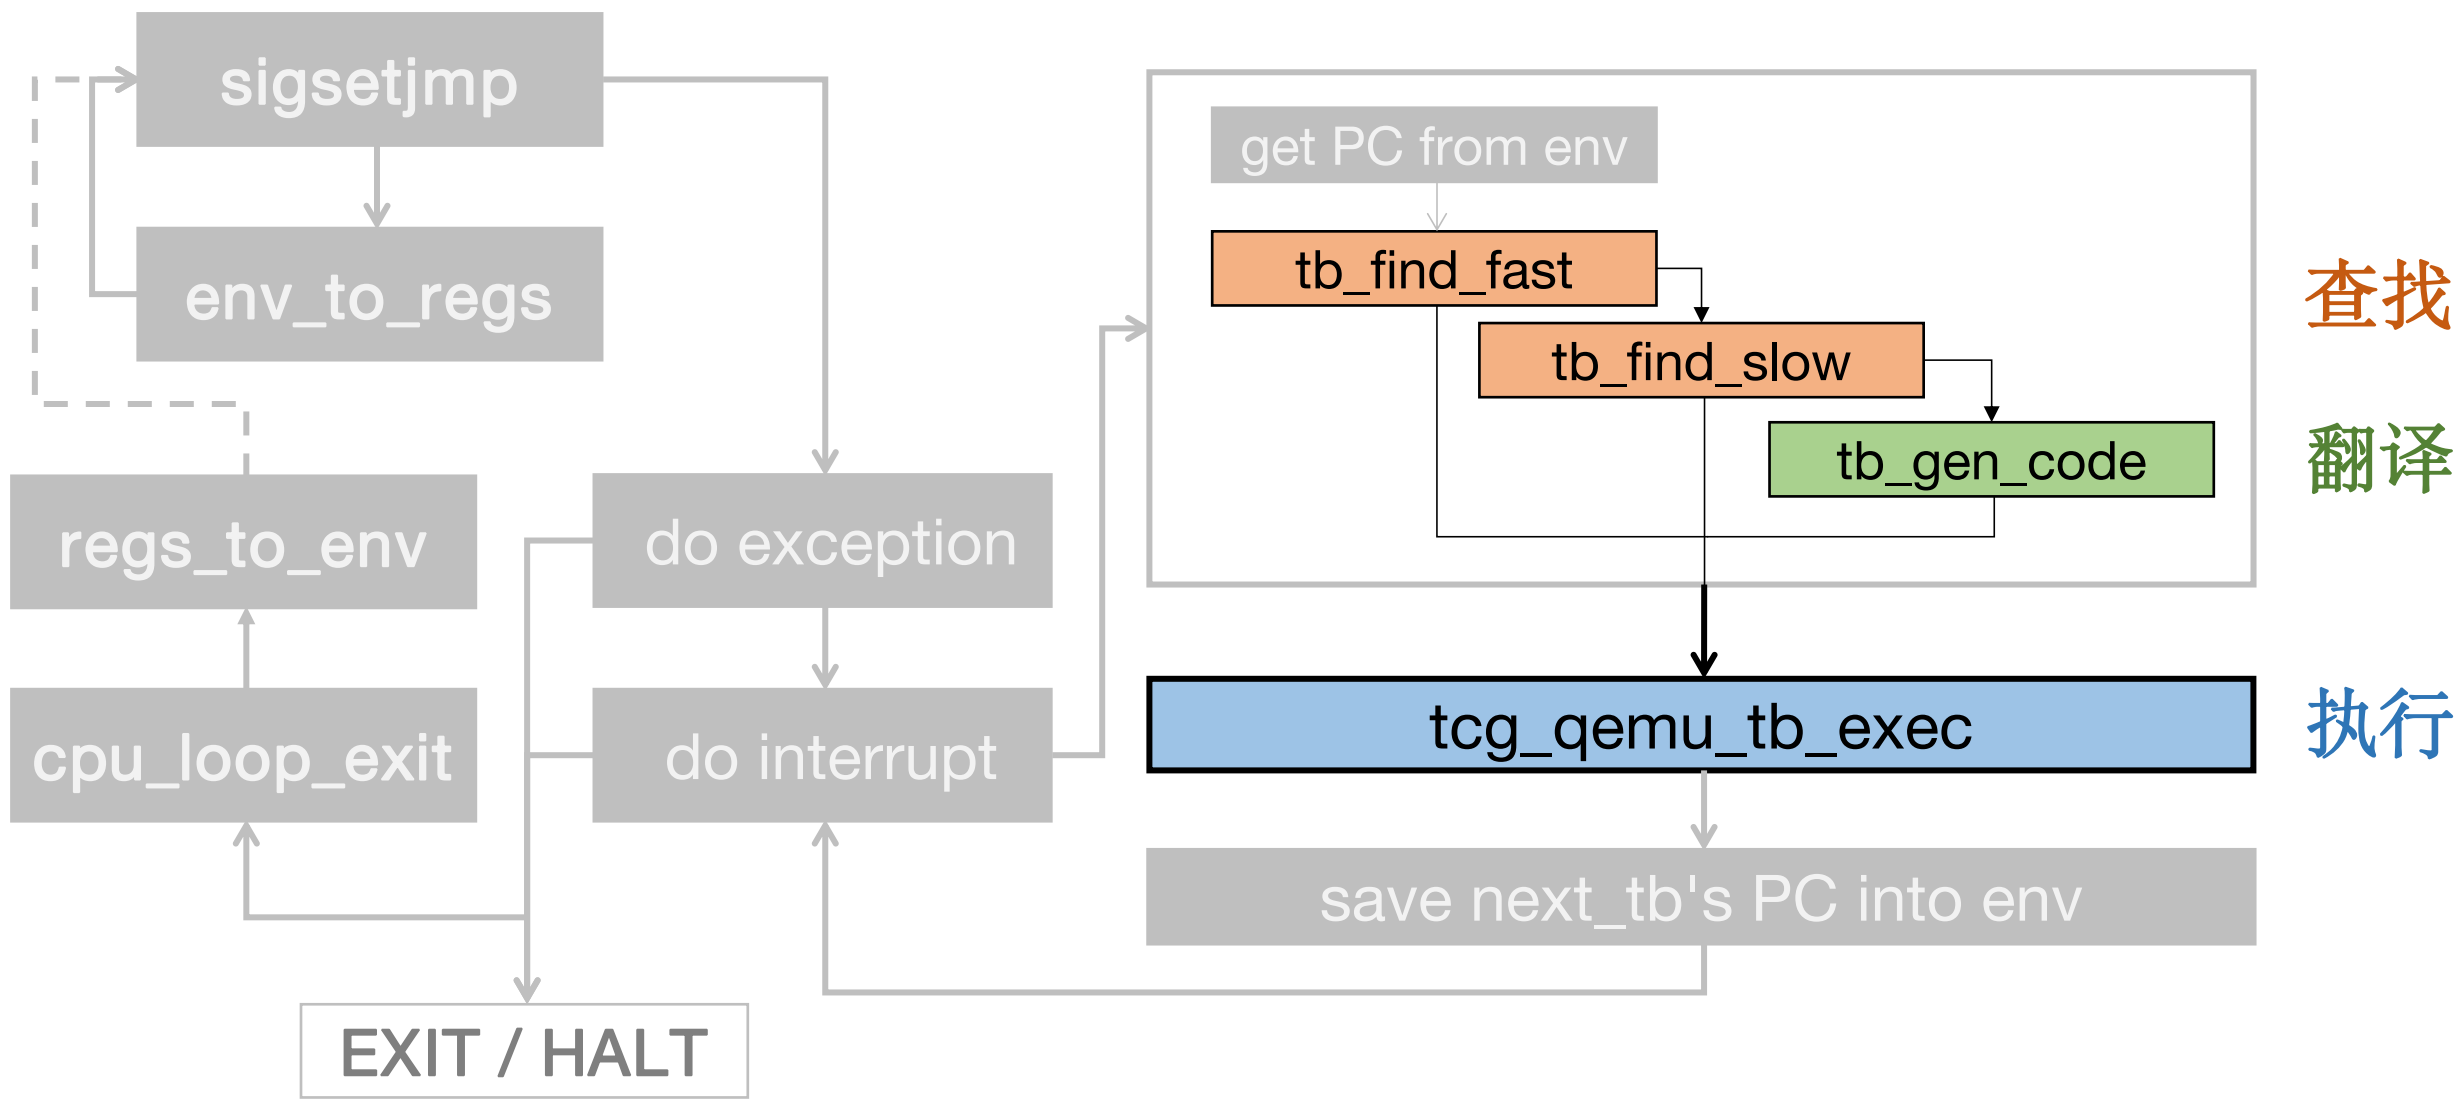 sigsetjmp
env_to_regs
regs_to_env
cpu_loop_exit
do exception
do interrupt
EXIT / HALT
get PC from env
tb_find_fast
tb_find_slow
tb_gen_code
tcg_qemu_tb_exec
save next_tb's PC into env
查找
翻译
执行